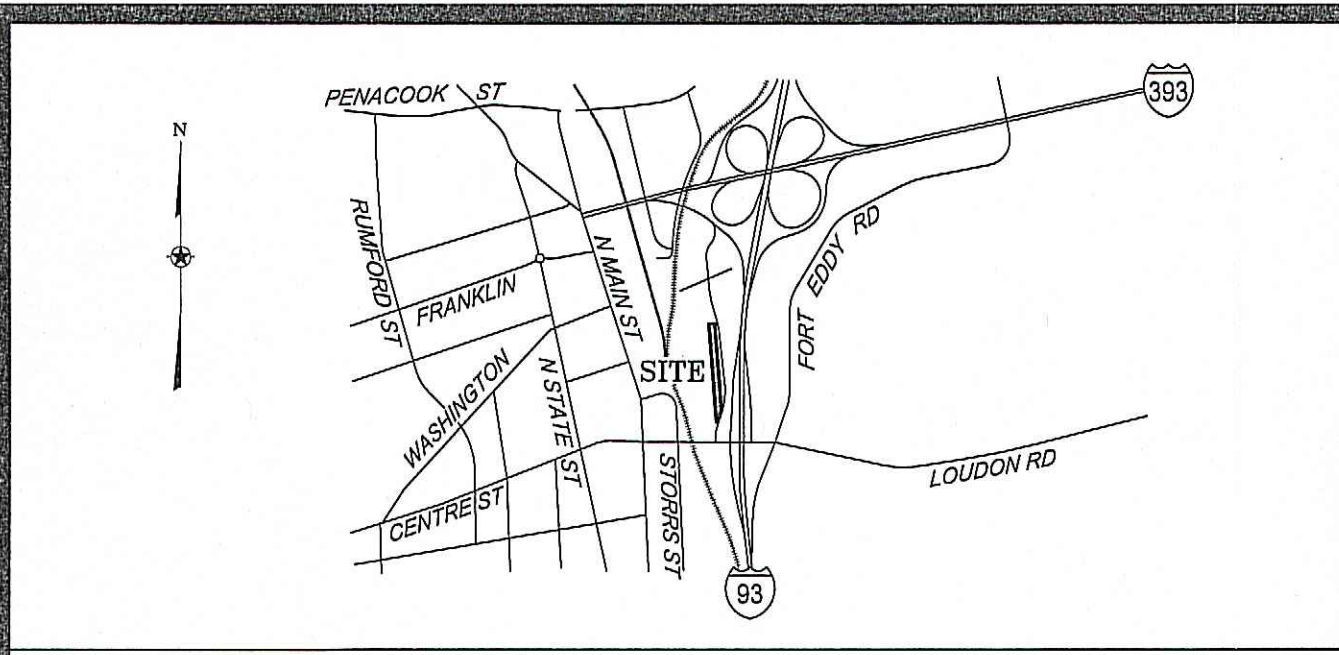 PENACOOK ST
393
N
RUMFORD ST
N MAIN ST
FORT EDDY RD
FRANKLIN
SITE
WASHINGTON
N STATE ST
LOUDON RD
CENTRE ST
STORRS ST
93